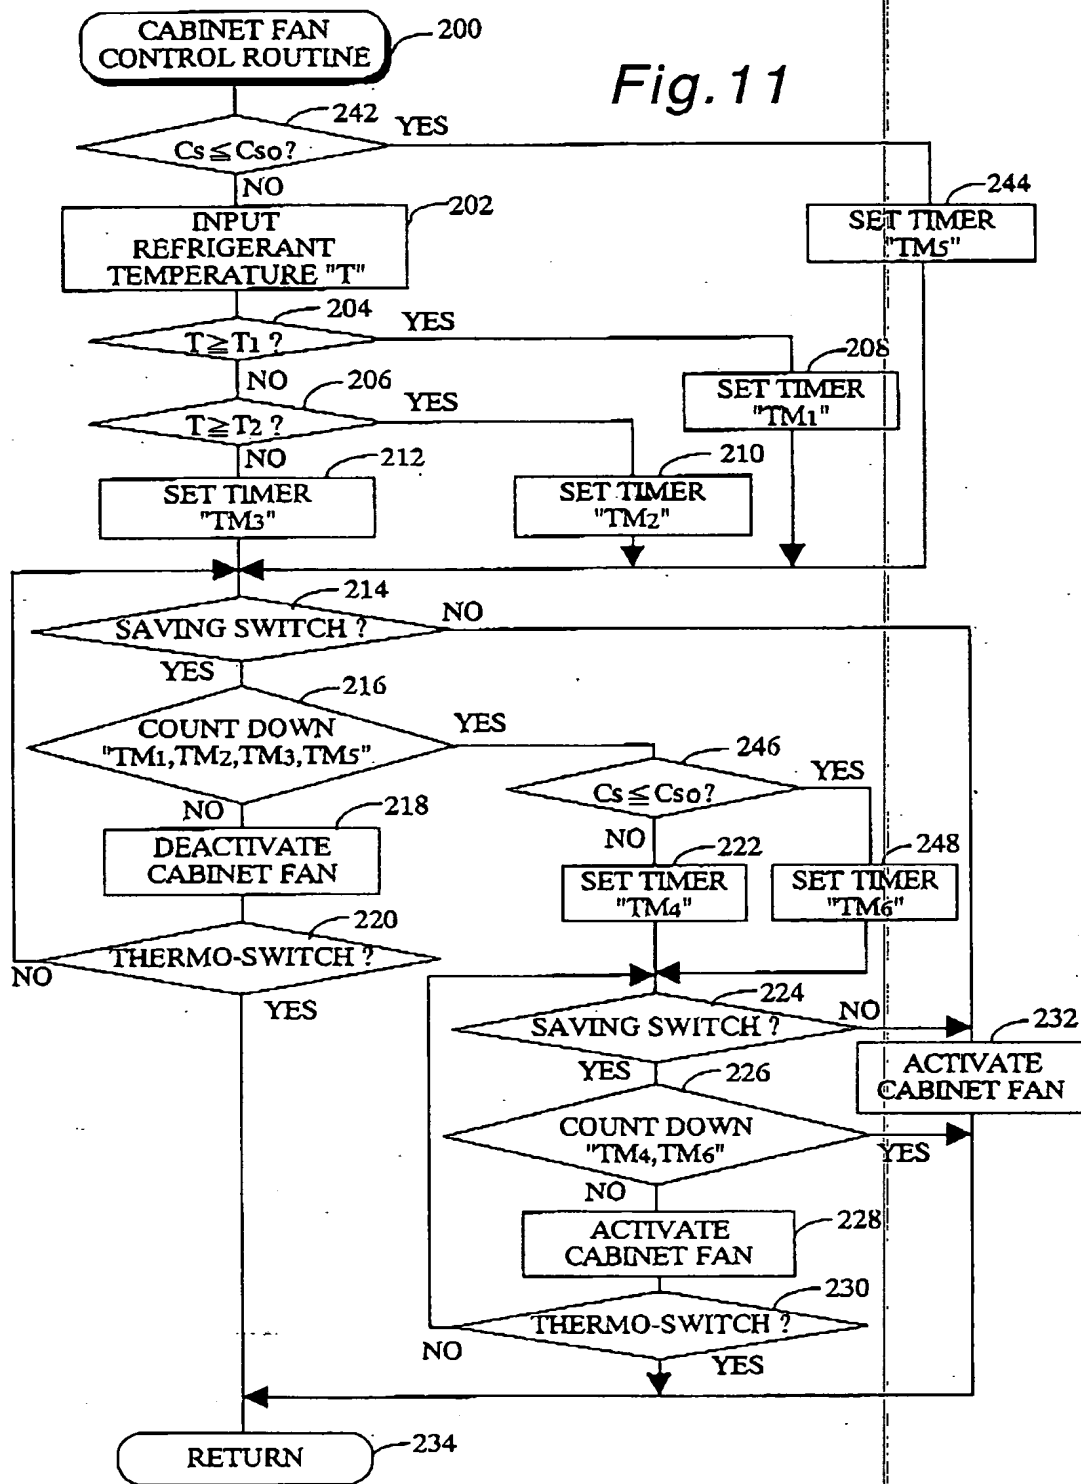 CABINET FAN
CONTROL ROUTINE
200
Fig.11
242
YES
Cs≦Cso?
NO
202
244
INPUT
REFRIGERANT
TEMPERATURE "T"
SET TIMER
"TM5"
204
YES
T≧T1 ?
208
NO
206
YES
SET TIMER
"TM1"
T≧T2 ?
NO
212
210
SET TIMER
"TM3"
SET TIMER
"TM2"
214
NO
SAVING SWITCH ?
YES
216
YES
COUNT DOWN
"TM1,TM2,TM3,TM5"
246
YES
Cs≦Cso?
NO
218
NO
222
248
DEACTIVATE
CABINET FAN
SET TIMER
"TM4"
SET TIMER
"TM6"
220
THERMO-SWITCH ?
NO
YES
224
NO
SAVING SWITCH ?
232
YES
226
ACTIVATE
CABINET FAN
COUNT DOWN
"TM4,TM6"
YES
NO
228
ACTIVATE
CABINET FAN
230
THERMO-SWITCH ?
NO
YES
RETURN
234